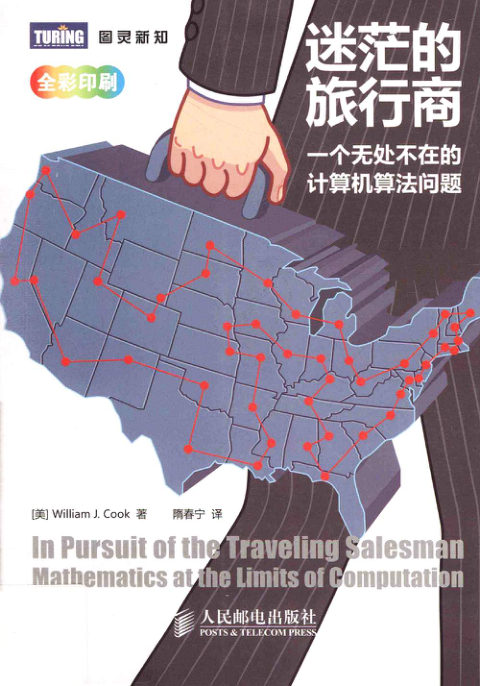 TURING 图灵新知
全彩印刷
迷茫的
旅行商
一个无处不在的
计算机算法问题
[美] William J. Cook 著 隋春宁 译
In Pursuit of the Traveling Salesman
Mathematics at the Limits of Computation
人民邮电出版社
POSTS & TELECOM PRESS